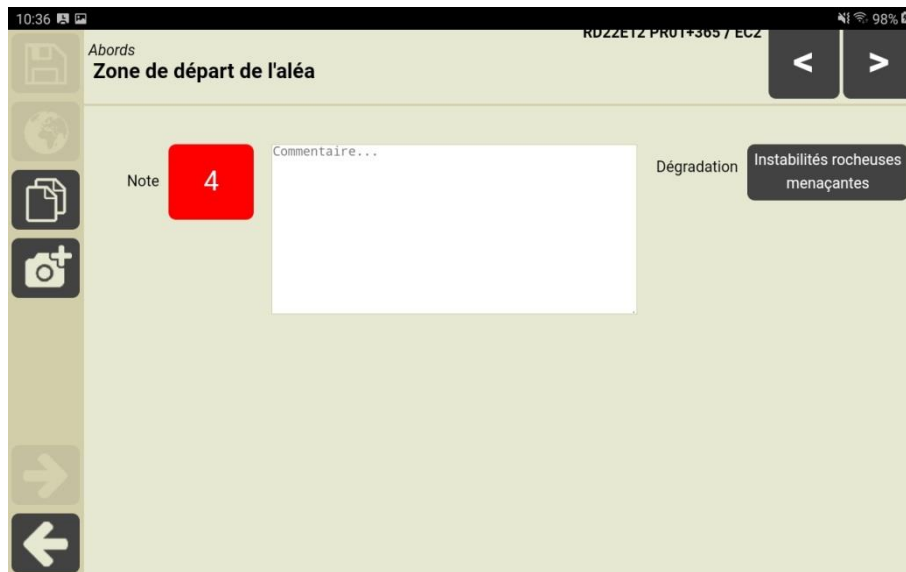 10:36 98%
Abords
RD22E12 PR01+365 / EC2
Zone de départ de l'aléa
< >
Note 4
Commentaire...
Dégradation
Instabilités rocheuses
menaçantes